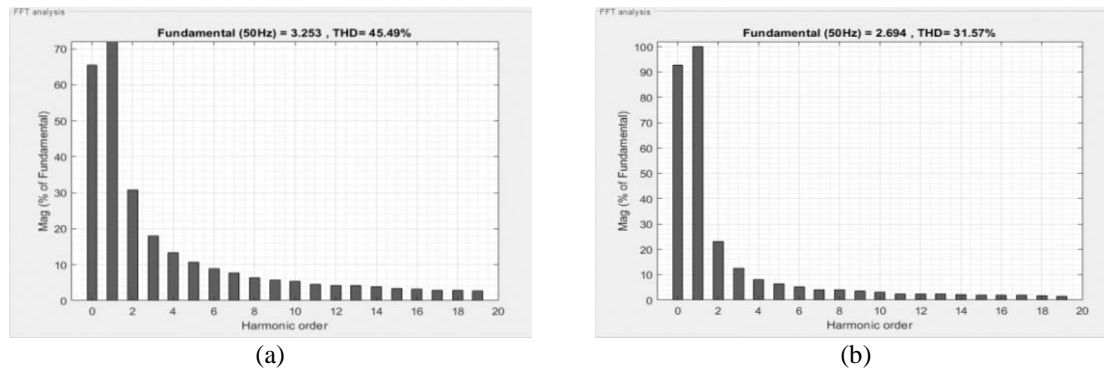 FFT analysis
Fundamental (50Hz) = 3.253 , THD= 45.49%
Mag (% of Fundamental)
70
60
50
40
30
20
10
0
0 2 4 6 8 10 12 14 16 18 20
Harmonic order
(a)
FFT analysis
Fundamental (50Hz) = 2.694 , THD= 31.57%
Mag (% of Fundamental)
100
90
80
70
60
50
40
30
20
10
0
0 2 4 6 8 10 12 14 16 18 20
Harmonic order
(b)